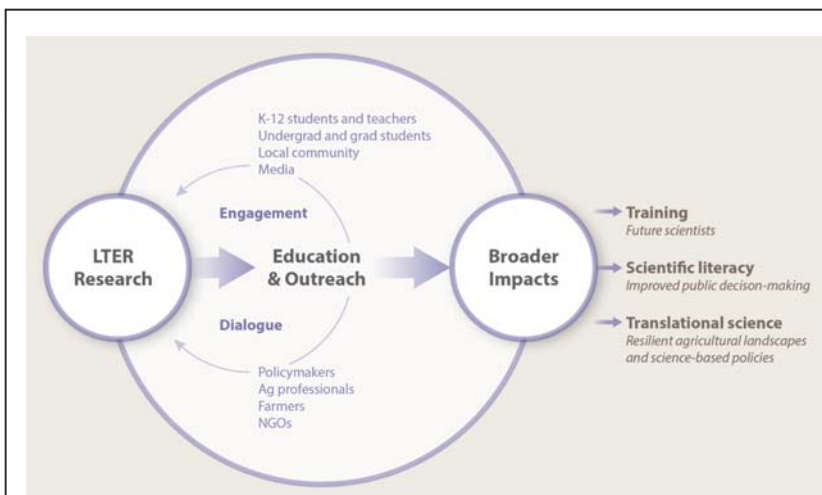 K-12 students and teachers
Undergrad and grad students
Local community
Media
Engagement
LTER
Research
Education
& Outreach
Broader
Impacts
Dialogue
Policymakers
Ag professionals
Farmers
NGOs
Training
Future scientists
Scientific literacy
Improved public decison-making
Translational science
Resilient agricultural landscapes
and science-based policies